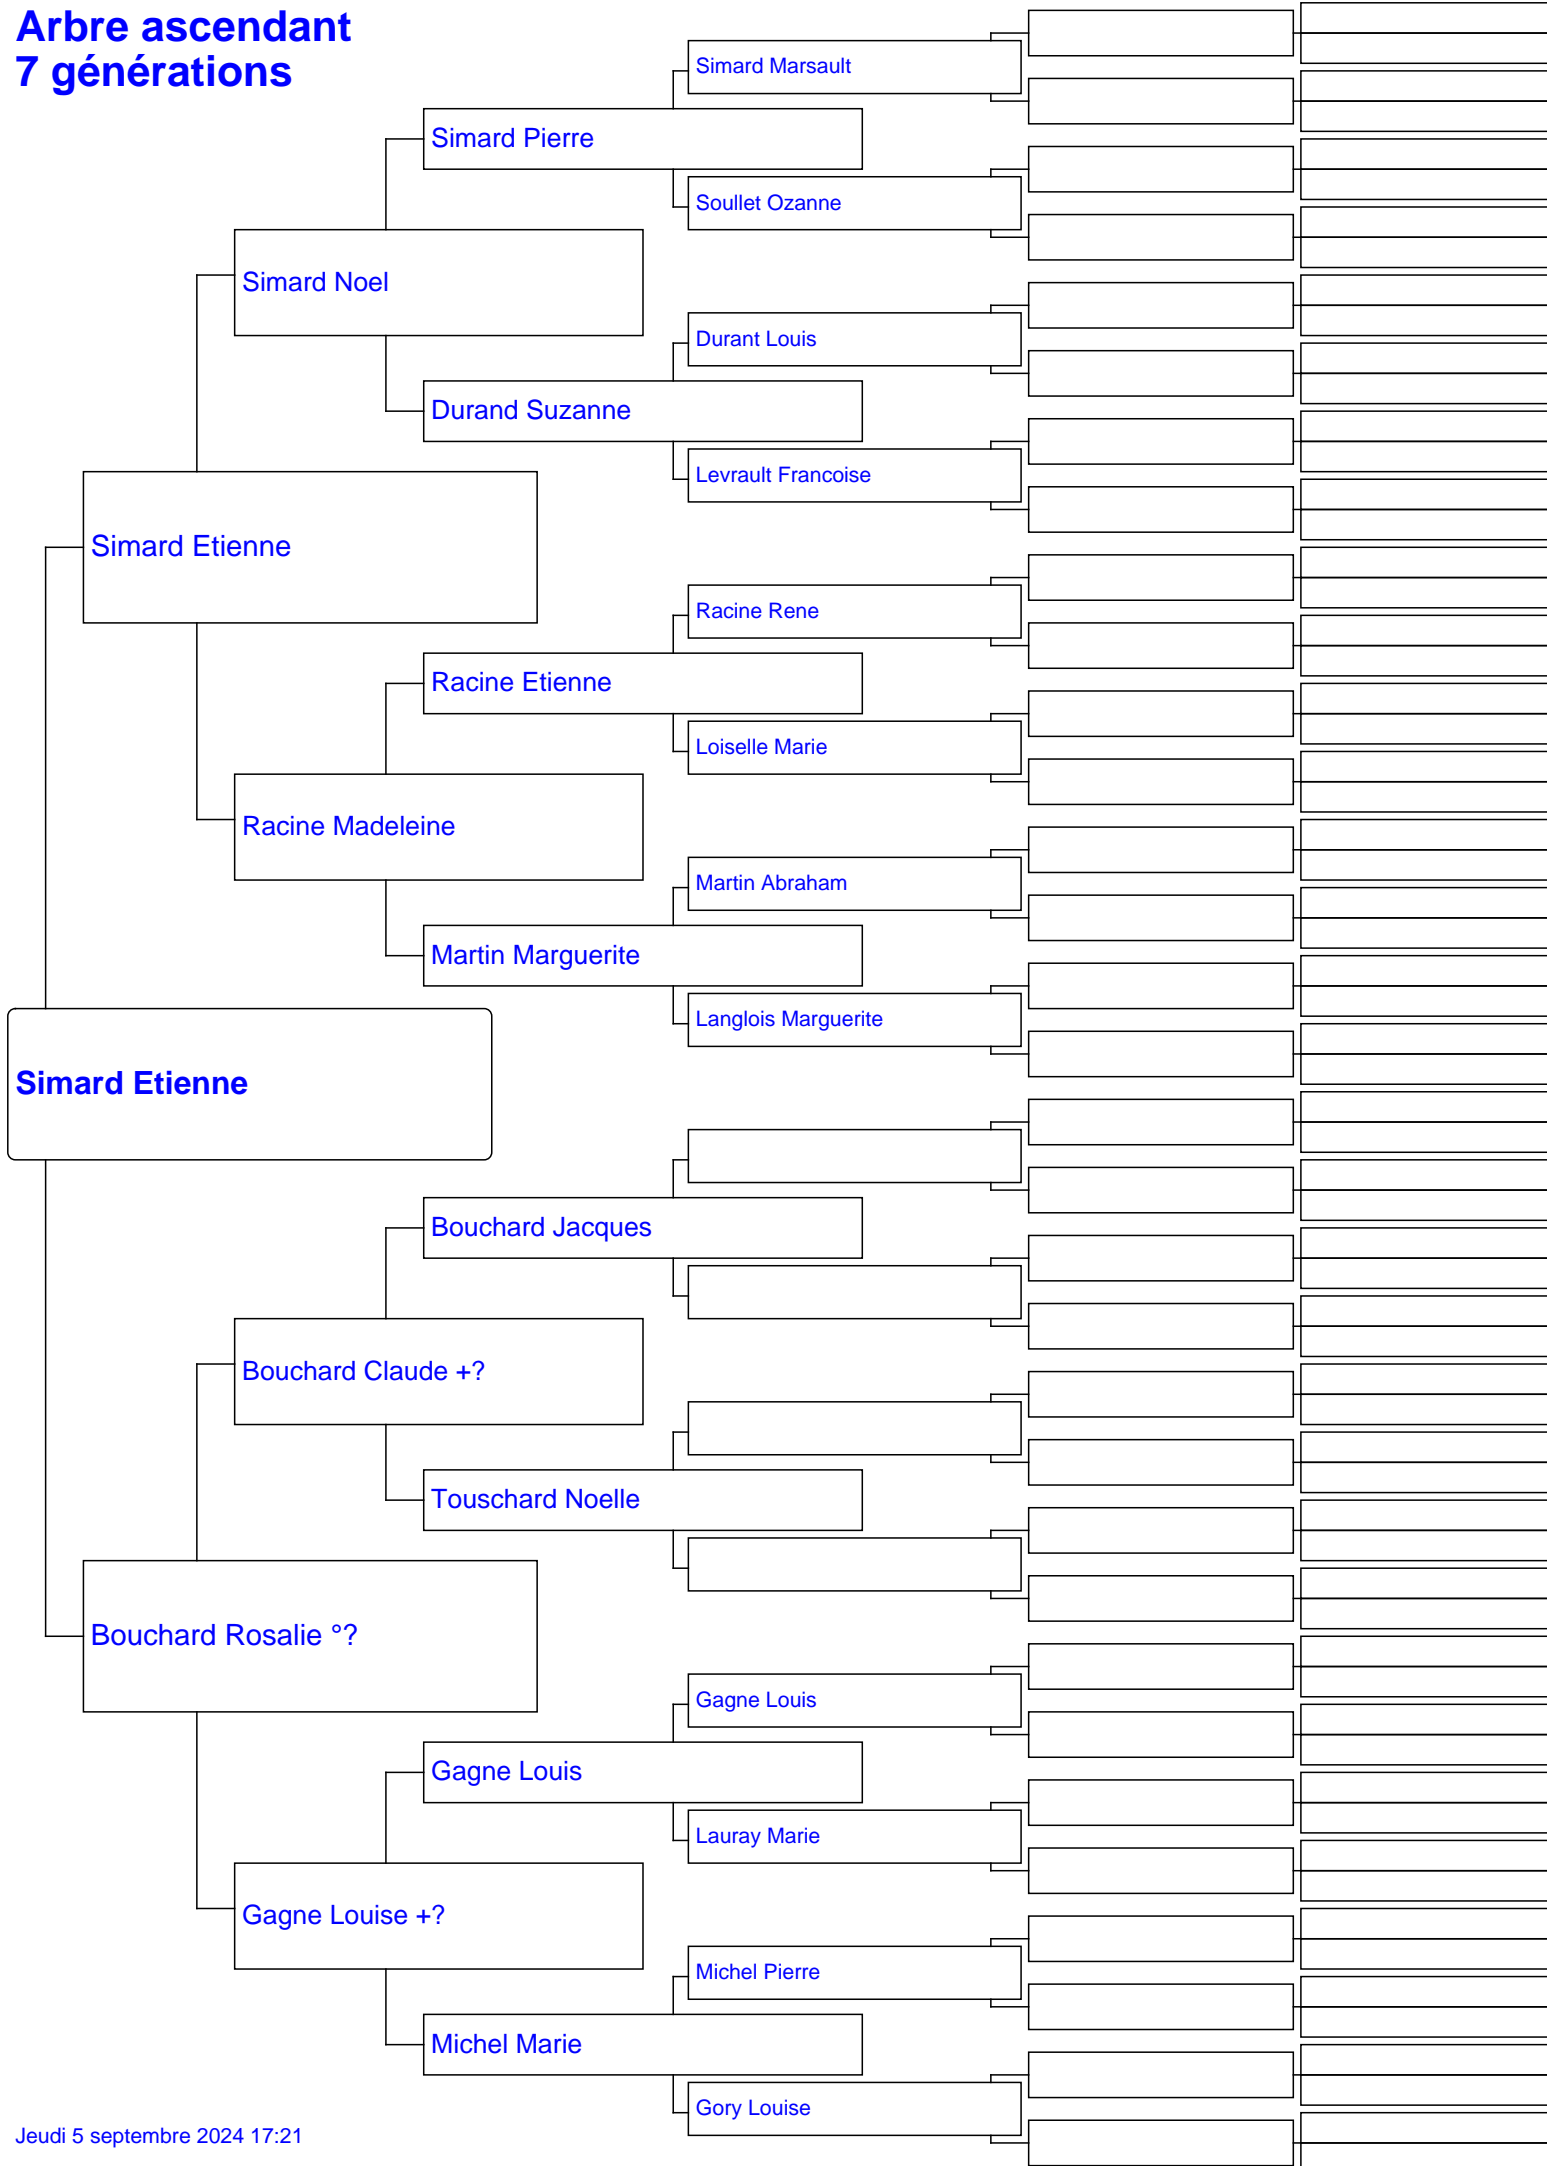 Arbre ascendant
7 générations
Simard Marsault
Simard Pierre
Soullet Ozanne
Simard Noel
Durant Louis
Durand Suzanne
Levrault Francoise
Simard Etienne
Racine Rene
Racine Etienne
Loiselle Marie
Racine Madeleine
Martin Abraham
Martin Marguerite
Langlois Marguerite
Simard Etienne
Bouchard Jacques
Bouchard Claude +?
Touschard Noelle
Bouchard Rosalie °?
Gagne Louis
Gagne Louis
Lauray Marie
Gagne Louise +?
Michel Pierre
Michel Marie
Gory Louise
Jeudi 5 septembre 2024 17:21